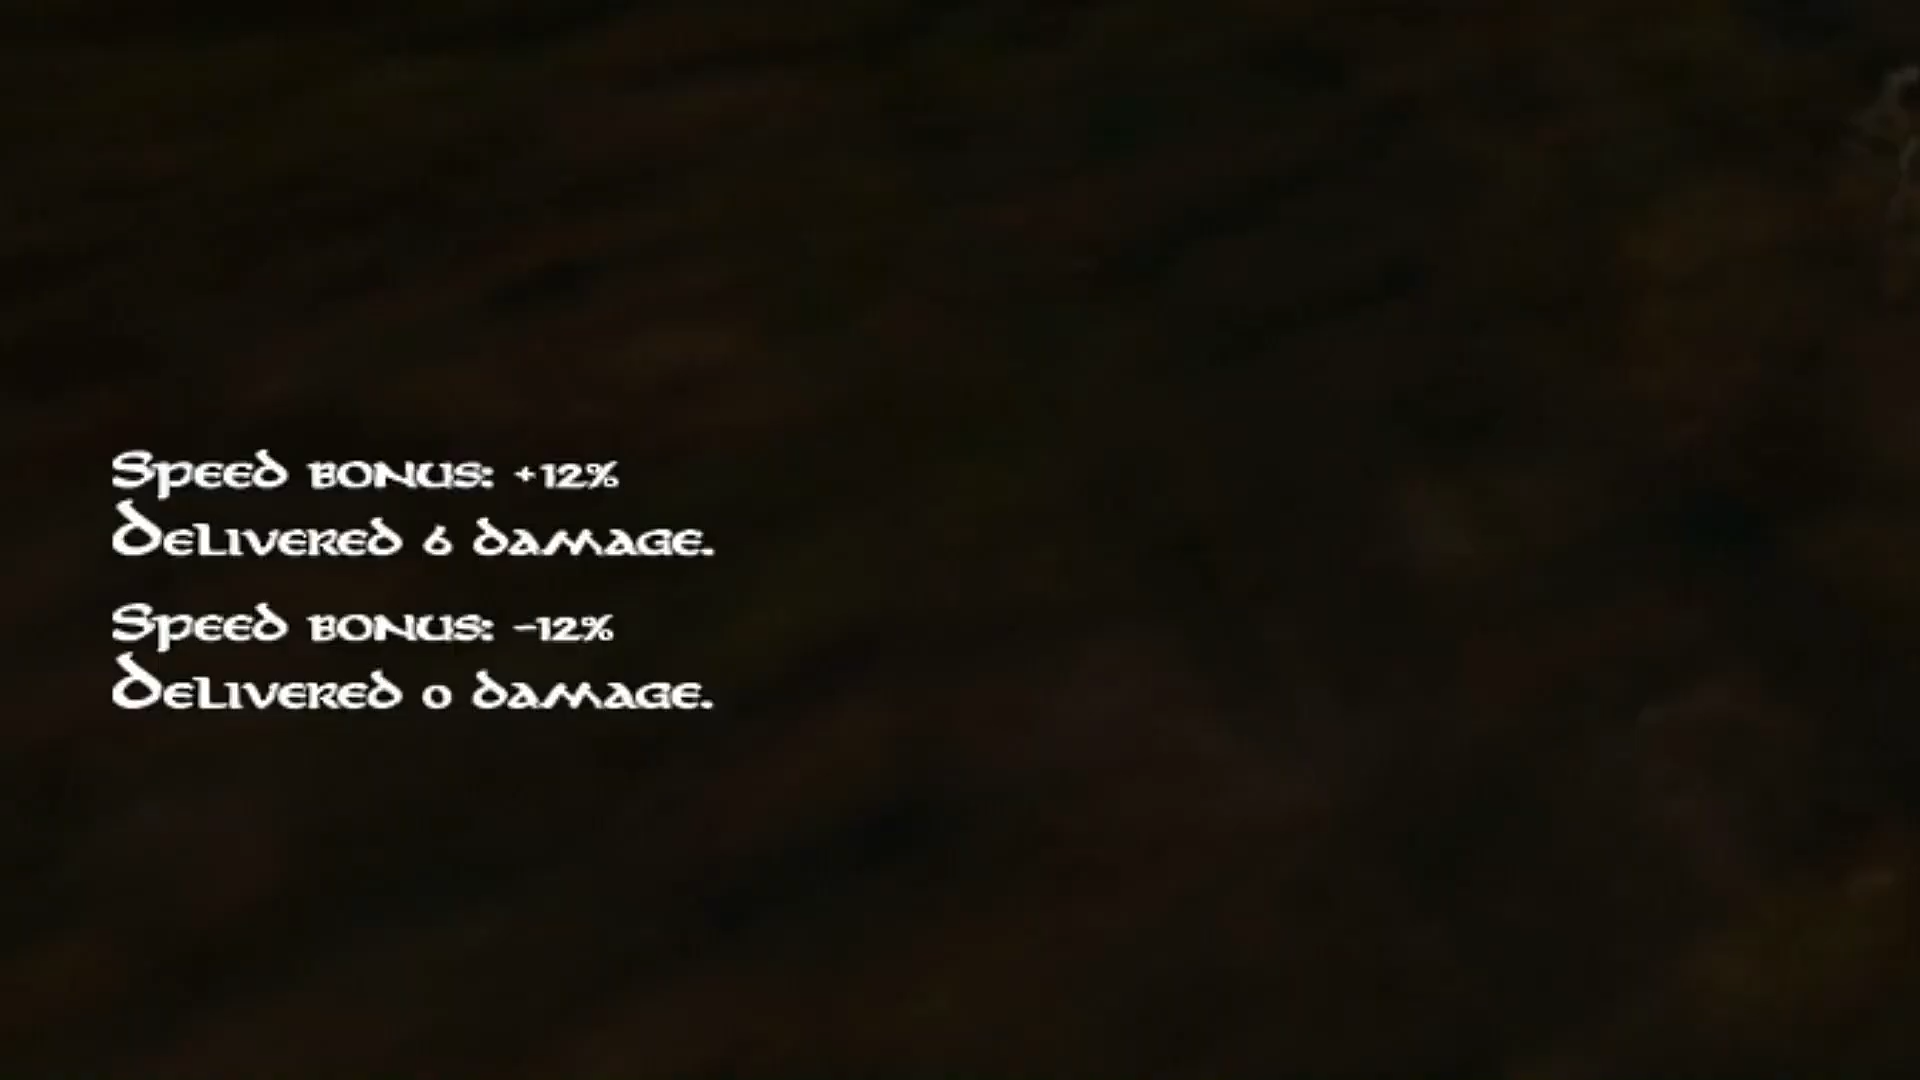 Speed bonus: +12%
Delivered 6 damage.
Speed bonus: -12%
Delivered 0 damage.